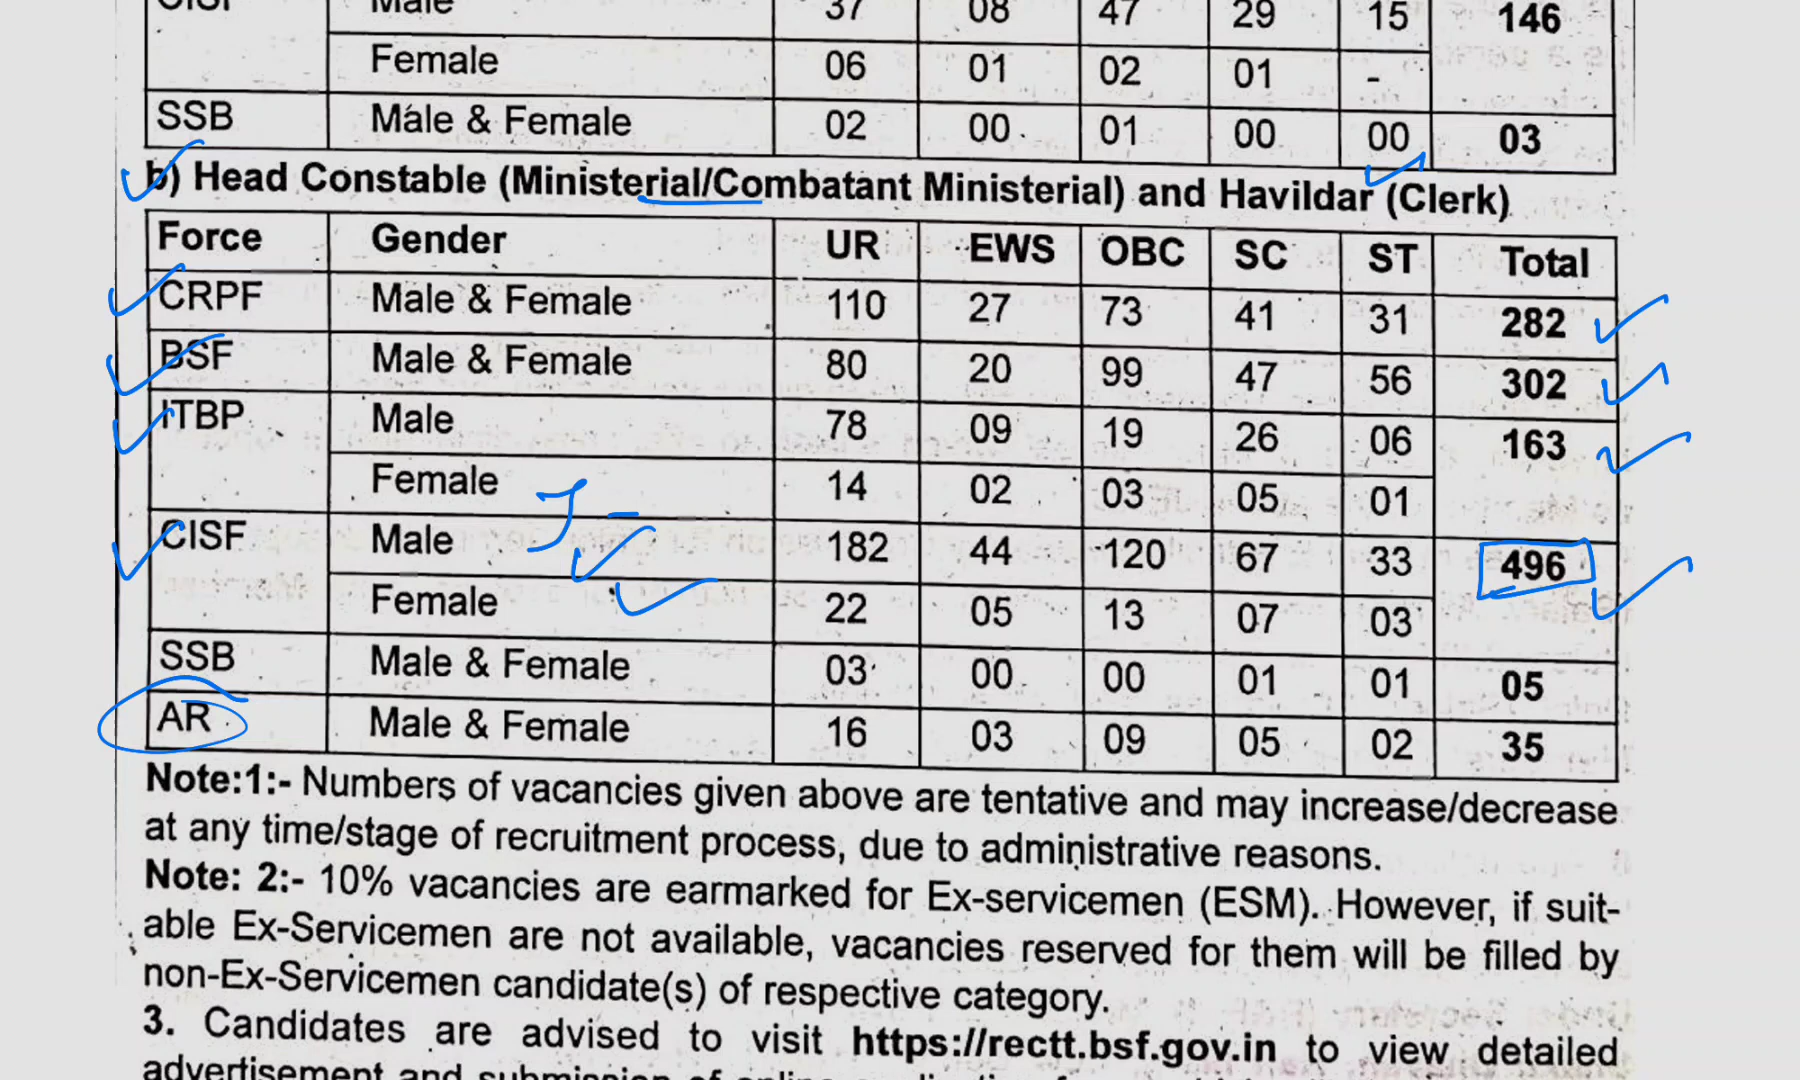 CISF Male 37 08 47 29 15 146
Female 06 01 02 01 -
SSB Male & Female 02 00 01 00 00 03
b) Head Constable (Ministerial/Combatant Ministerial) and Havildar (Clerk)
Force Gender UR EWS OBC SC ST Total
CRPF Male & Female 110 27 73 41 31 282
BSF Male & Female 80 20 99 47 56 302
ITBP Male 78 09 19 26 06 163
Female 14 02 03 05 01
CISF Male 182 44 120 67 33 496
Female 22 05 13 07 03
SSB Male & Female 03 00 00 01 01 05
AR Male & Female 16 03 09 05 02 35
Note:1:- Numbers of vacancies given above are tentative and may increase/decrease
at any time/stage of recruitment process, due to administrative reasons.
Note: 2:- 10% vacancies are earmarked for Ex-servicemen (ESM). However, if suit-
able Ex-Servicemen are not available, vacancies reserved for them will be filled by
non-Ex-Servicemen candidate(s) of respective category.
3. Candidates are advised to visit https://rectt.bsf.gov.in to view detailed
advertisement and submission of online